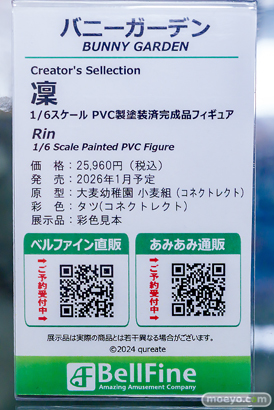 バニーガーデン
BUNNY GARDEN
Creator's Selection
凜
1/6スケール PVC製塗装済完成品フィギュア
Rin
1/6 Scale Painted PVC Figure
価　格：25,960円（税込）
発　売：2026年1月予定
原　型：大麦幼稚園 小麦組（コネクトレクト）
彩　色：タツ(コネクトレクト)
展示品：彩色見本
ベルファイン直販
→ご予約受付中→
あみあみ通販
→ご予約受付中→
展示品は実際の商品とは若干異なる場合がございます。
©2024 qureate
BellFine
Amazing Amusement Company
moeyo.com